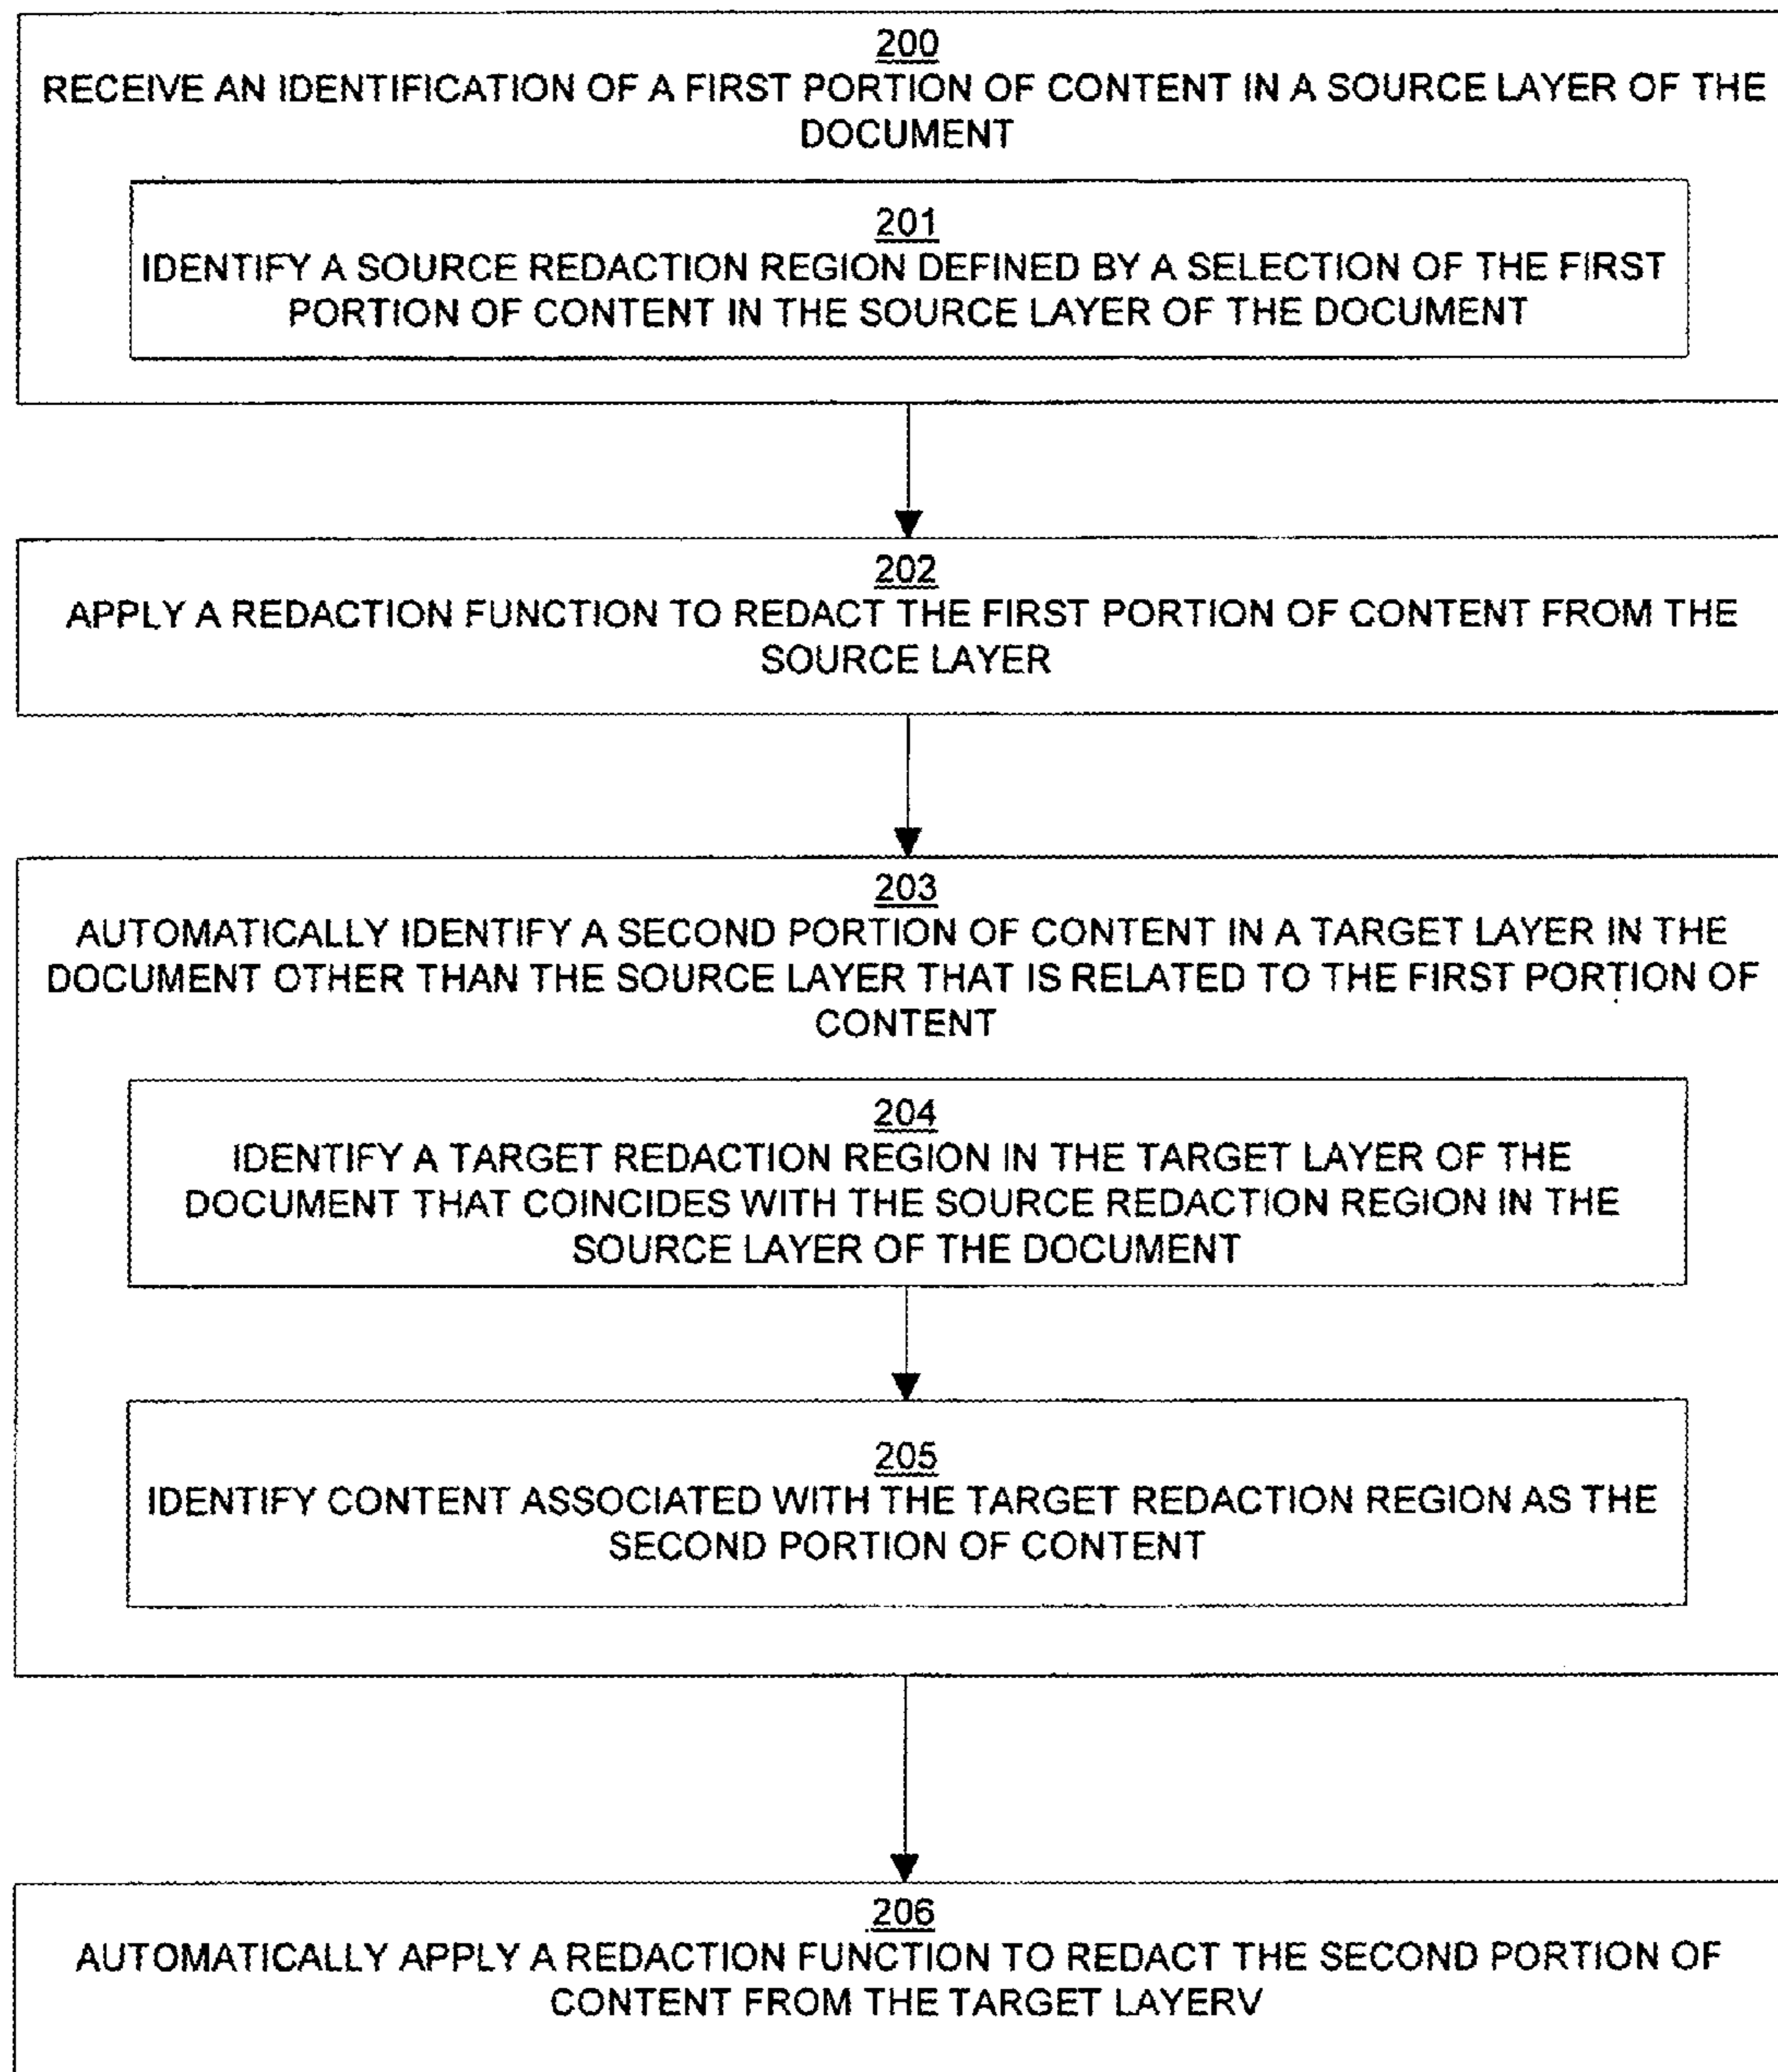 200
RECEIVE AN IDENTIFICATION OF A FIRST PORTION OF CONTENT IN A SOURCE LAYER OF THE
DOCUMENT
201
IDENTIFY A SOURCE REDACTION REGION DEFINED BY A SELECTION OF THE FIRST
PORTION OF CONTENT IN THE SOURCE LAYER OF THE DOCUMENT
202
APPLY A REDACTION FUNCTION TO REDACT THE FIRST PORTION OF CONTENT FROM THE
SOURCE LAYER
203
AUTOMATICALLY IDENTIFY A SECOND PORTION OF CONTENT IN A TARGET LAYER IN THE
DOCUMENT OTHER THAN THE SOURCE LAYER THAT IS RELATED TO THE FIRST PORTION OF
CONTENT
204
IDENTIFY A TARGET REDACTION REGION IN THE TARGET LAYER OF THE
DOCUMENT THAT COINCIDES WITH THE SOURCE REDACTION REGION IN THE
SOURCE LAYER OF THE DOCUMENT
205
IDENTIFY CONTENT ASSOCIATED WITH THE TARGET REDACTION REGION AS THE
SECOND PORTION OF CONTENT
206
AUTOMATICALLY APPLY A REDACTION FUNCTION TO REDACT THE SECOND PORTION OF
CONTENT FROM THE TARGET LAYERV